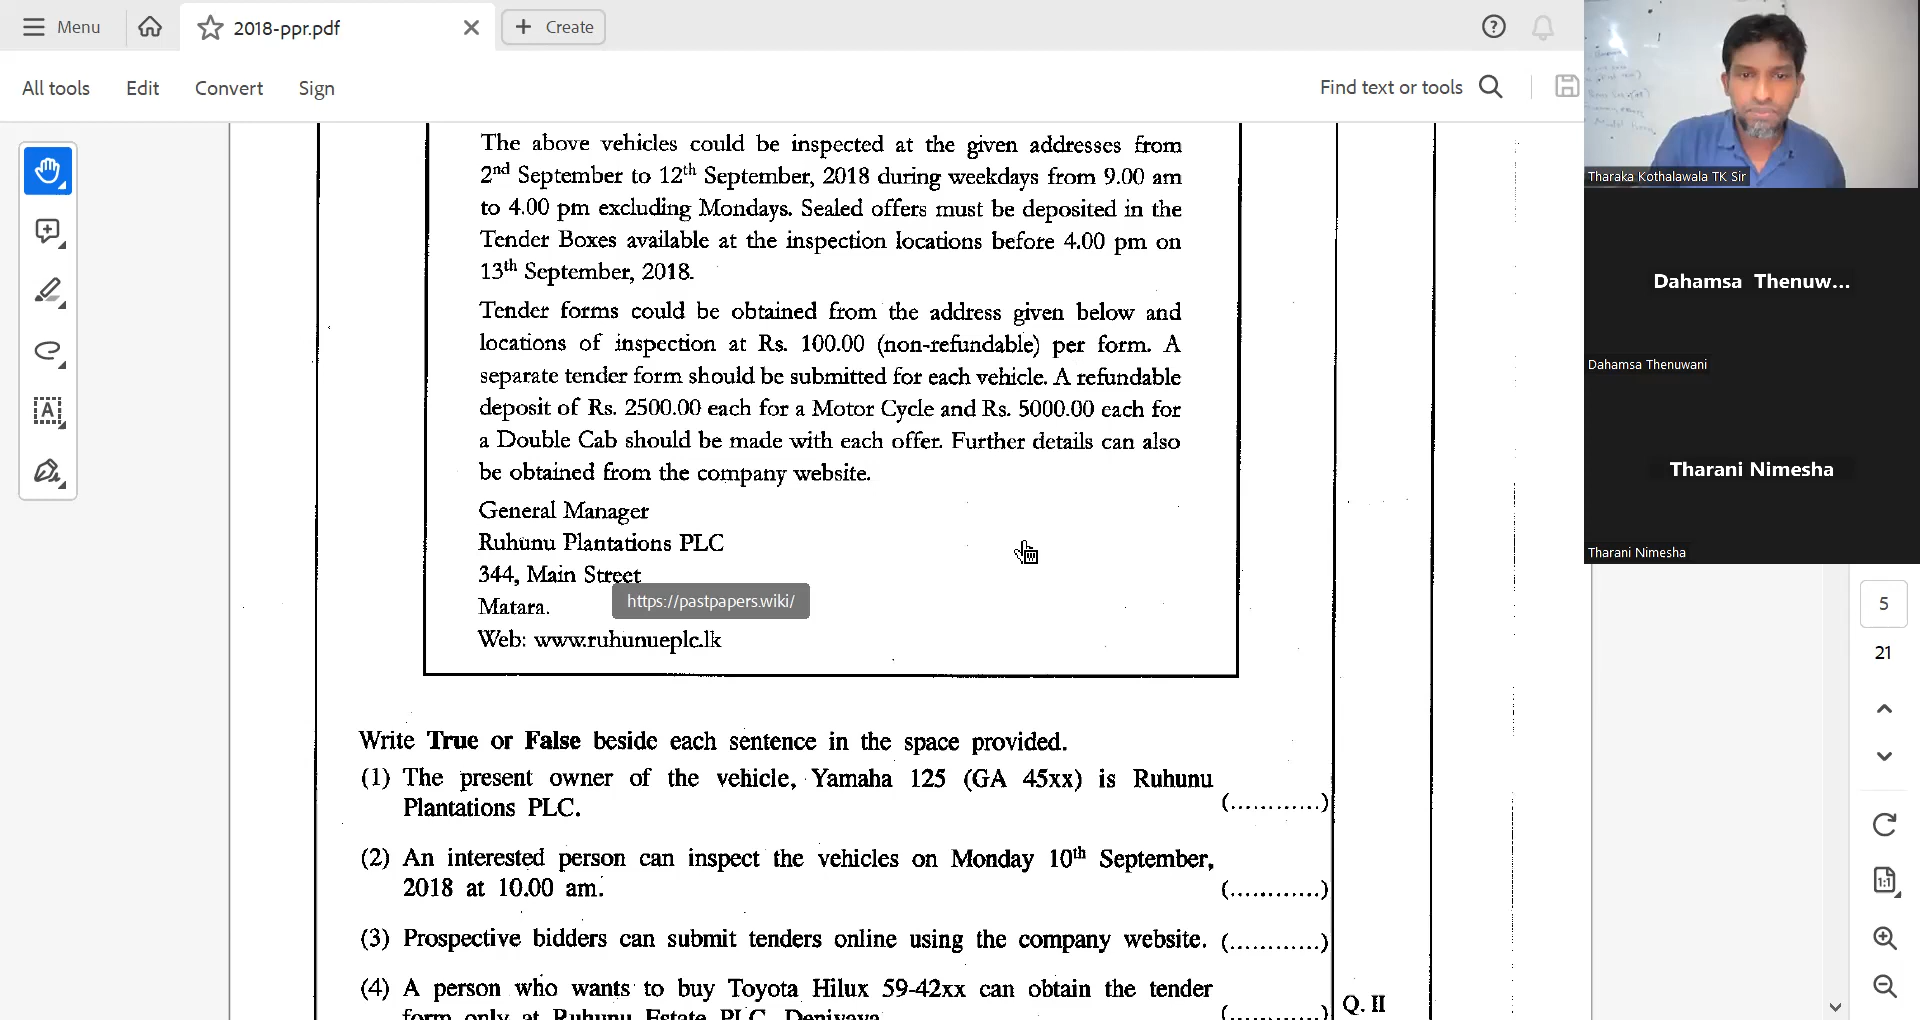 Menu
2018-ppr.pdf
Create
All tools
Edit
Convert
Sign
Find text or tools
The above vehicles could be inspected at the given addresses from
2nd September to 12th September, 2018 during weekdays from 9.00 am
to 4.00 pm excluding Mondays. Sealed offers must be deposited in the
Tender Boxes available at the inspection locations before 4.00 pm on
13th September, 2018.
Tender forms could be obtained from the address given below and
locations of inspection at Rs. 100.00 (non-refundable) per form. A
separate tender form should be submitted for each vehicle. A refundable
deposit of Rs. 2500.00 each for a Motor Cycle and Rs. 5000.00 each for
a Double Cab should be made with each offer. Further details can also
be obtained from the company website.
General Manager
Ruhunu Plantations PLC
344, Main Street
https://pastpapers.wiki/
Matara.
Web: www.ruhunueplc.lk
Write True or False beside each sentence in the space provided.
(1) The present owner of the vehicle, Yamaha 125 (GA 45xx) is Ruhunu
Plantations PLC.
(............)
(2) An interested person can inspect the vehicles on Monday 10th September,
2018 at 10.00 am.
(............)
(3) Prospective bidders can submit tenders online using the company website. (............)
(4) A person who wants to buy Toyota Hilux 59-42xx can obtain the tender
form only at Ruhunu Estate PLC, Deniyaya.
(............)
Q. II
Tharaka Kothalawala TK Sir
Dahamsa Thenuw...
Dahamsa Thenuwani
Tharani Nimesha
Tharani Nimesha
5
21
1:1